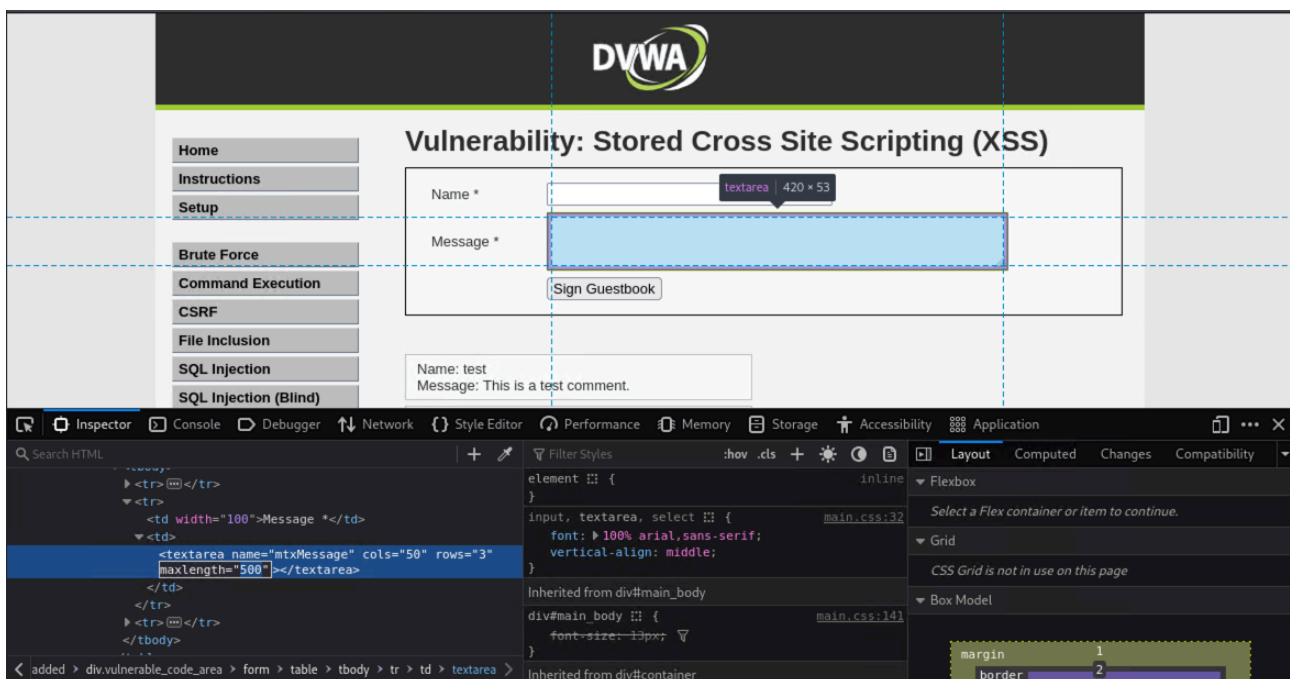 DVWA
Vulnerability: Stored Cross Site Scripting (XSS)
Home
Instructions
Setup
Brute Force
Command Execution
CSRF
File Inclusion
SQL Injection
SQL Injection (Blind)
Name *
textarea 420 × 53
Message *
Sign Guestbook
Name: test
Message: This is a test comment.
Inspector Console Debugger Network Style Editor Performance Memory Storage Accessibility Application
Search HTML
<tr></tr>
<tr>
<td width="100">Message *</td>
<td>
<textarea name="mtxMessage" cols="50" rows="3"
maxlength="500"></textarea>
</td>
</tr>
<tr></tr>
</tbody>
added > div.vulnerable_code_area > form > table > tbody > tr > td > textarea
Filter Styles :hov .cls
element { inline
}
input, textarea, select { main.css:32
font: 100% arial,sans-serif;
vertical-align: middle;
}
Inherited from div#main_body
div#main_body { main.css:141
font-size: 13px;
}
Inherited from div#container
Layout Computed Changes Compatibility
Flexbox
Select a Flex container or item to continue.
Grid
CSS Grid is not in use on this page
Box Model
margin 1
border 2